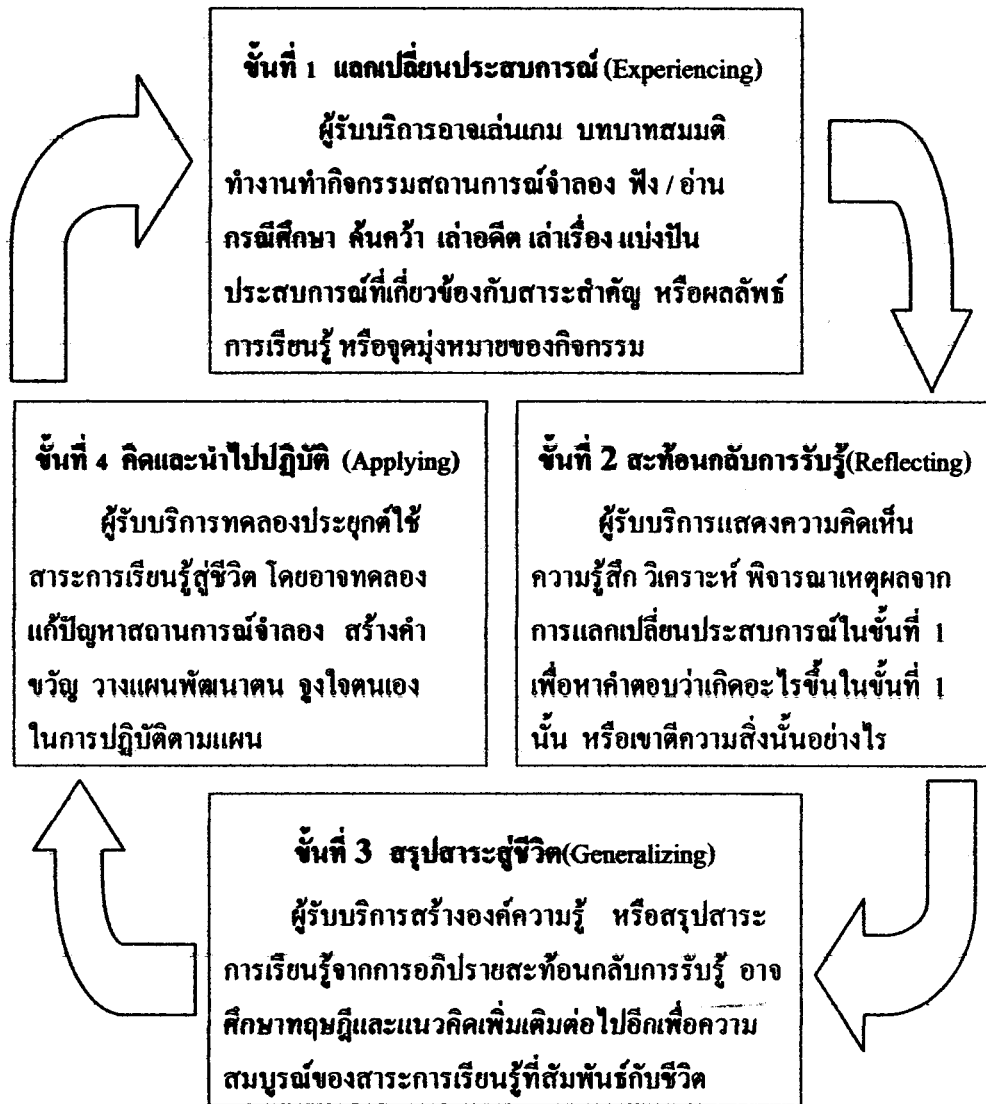 ขั้นที่ 1 แลกเปลี่ยนประสบการณ์ (Experiencing)
ผู้รับบริการอาจเล่นเกม บทบาทสมมติ
ทำงานทำกิจกรรมสถานการณ์จำลอง ฟัง / อ่าน
กรณีศึกษา ค้นคว้า เล่าอดีต เล่าเรื่อง แบ่งปัน
ประสบการณ์ที่เกี่ยวข้องกับสาระสำคัญ หรือผลลัพธ์
การเรียนรู้ หรือจุดมุ่งหมายของกิจกรรม
ขั้นที่ 2 สะท้อนกลับการรับรู้(Reflecting)
ผู้รับบริการแสดงความคิดเห็น
ความรู้สึก วิเคราะห์ พิจารณาเหตุผลจาก
การแลกเปลี่ยนประสบการณ์ในขั้นที่ 1
เพื่อหาคำตอบว่าเกิดอะไรขึ้นในขั้นที่ 1
นั้น หรือเขาตีความสิ่งนั้นอย่างไร
ขั้นที่ 3 สรุปสาระสู่ชีวิต(Generalizing)
ผู้รับบริการสร้างองค์ความรู้ หรือสรุปสาระ
การเรียนรู้จากการอภิปรายสะท้อนกลับการรับรู้ อาจ
ศึกษาทฤษฎีและแนวคิดเพิ่มเติมต่อไปอีกเพื่อความ
สมบูรณ์ของสาระการเรียนรู้ที่สัมพันธ์กับชีวิต
ขั้นที่ 4 คิดและนำไปปฏิบัติ (Applying)
ผู้รับบริการทดลองประยุกต์ใช้
สาระการเรียนรู้สู่ชีวิต โดยอาจทดลอง
แก้ปัญหาสถานการณ์จำลอง สร้างคำ
ขวัญ วางแผนพัฒนาตน จูงใจตนเอง
ในการปฏิบัติตามแผน